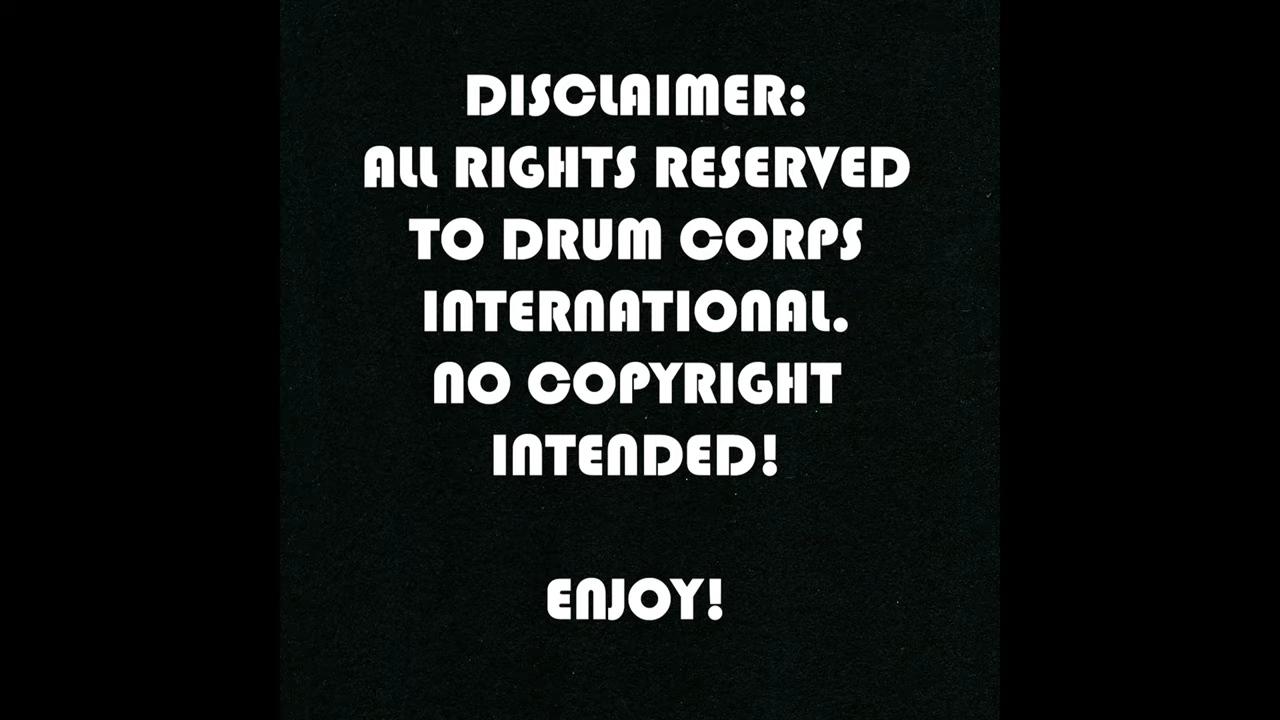 DISCLAIMER:
ALL RIGHTS RESERVED
TO DRUM CORPS
INTERNATIONAL.
NO COPYRIGHT
INTENDED!
ENJOY!